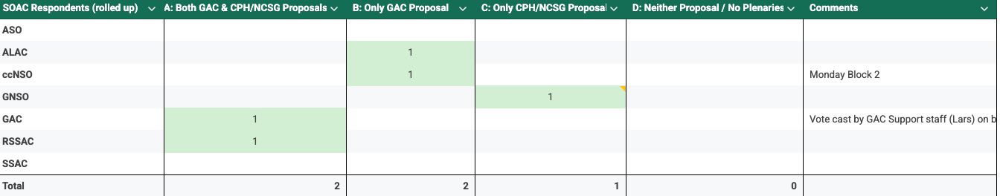 SOAC Respondents (rolled up) A: Both GAC & CPH/NCSG Proposals B: Only GAC Proposal C: Only CPH/NCSG Proposal D: Neither Proposal / No Plenaries Comments
ASO
ALAC 1
ccNSO 1 Monday Block 2
GNSO 1
GAC 1 Vote cast by GAC Support staff (Lars) on b
RSSAC 1
SSAC
Total 2 2 1 0